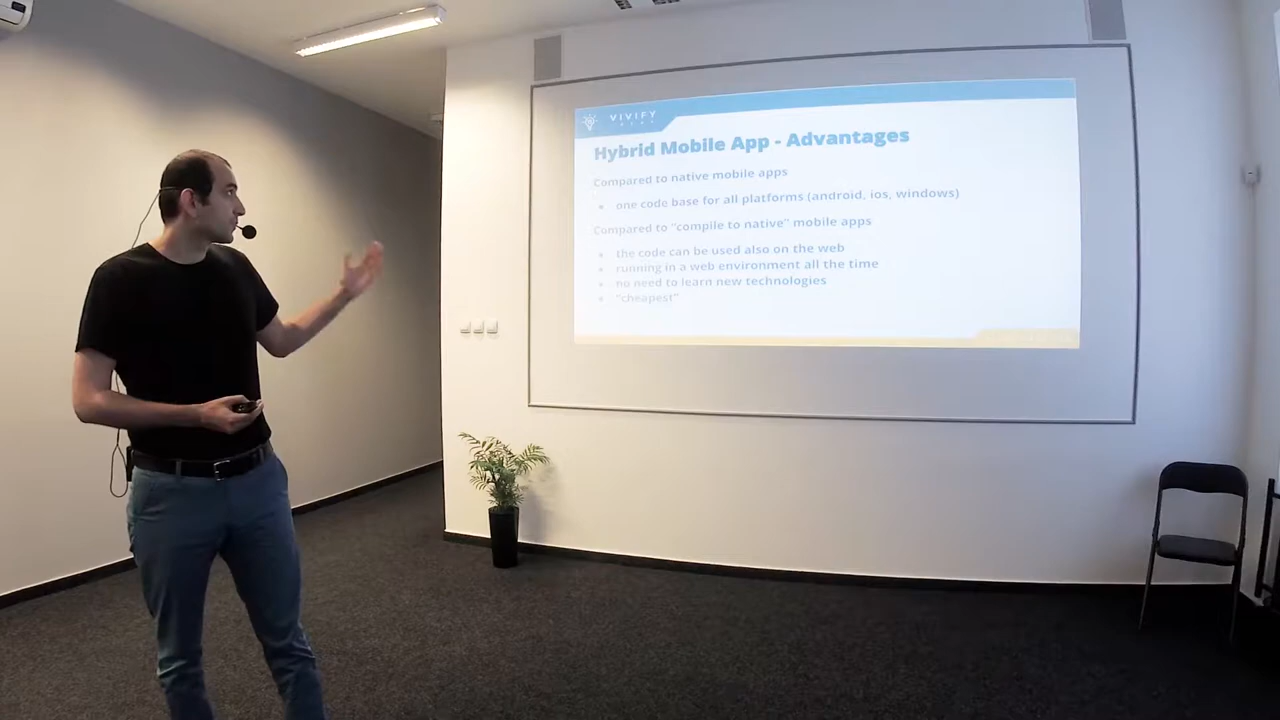 VIVIFY
Hybrid Mobile App - Advantages
Compared to native mobile apps
one code base for all platforms (android, ios, windows)
Compared to "compile to native" mobile apps
the code can be used also on the web
running in a web environment all the time
no need to learn new technologies
"cheapest"